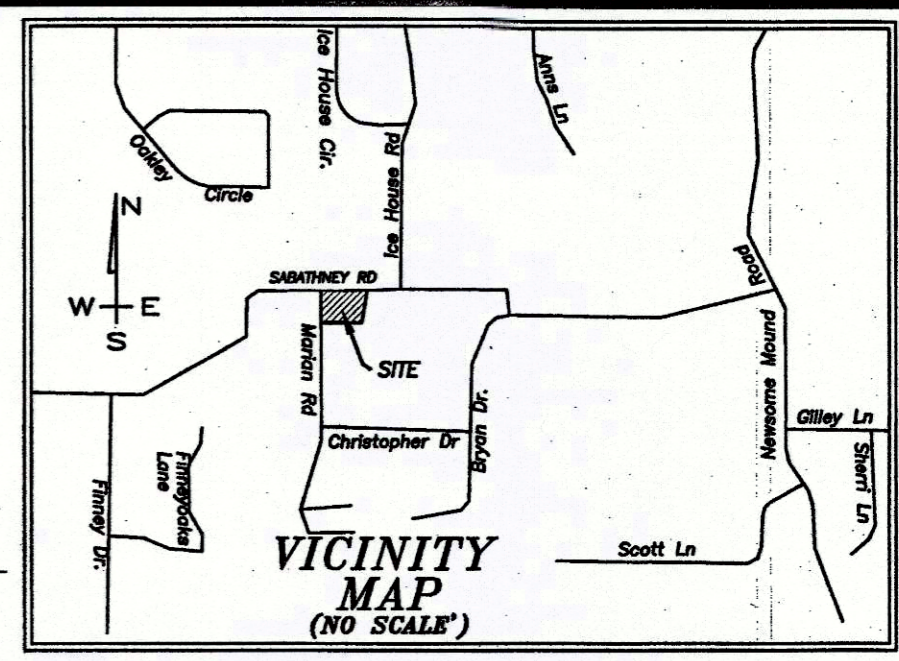 Ice House Cir.
Anns Ln
Oakley
Circle
Ice House Rd
N
W E
S
SABATHNEY RD
Road
SITE
Marian Rd
Newsome Mound
Gilley Ln
Christopher Dr
Bryan Dr.
Sherri Ln
Finneyoaks
Lane
Finney Dr.
Scott Ln
VICINITY
MAP
(NO SCALE')